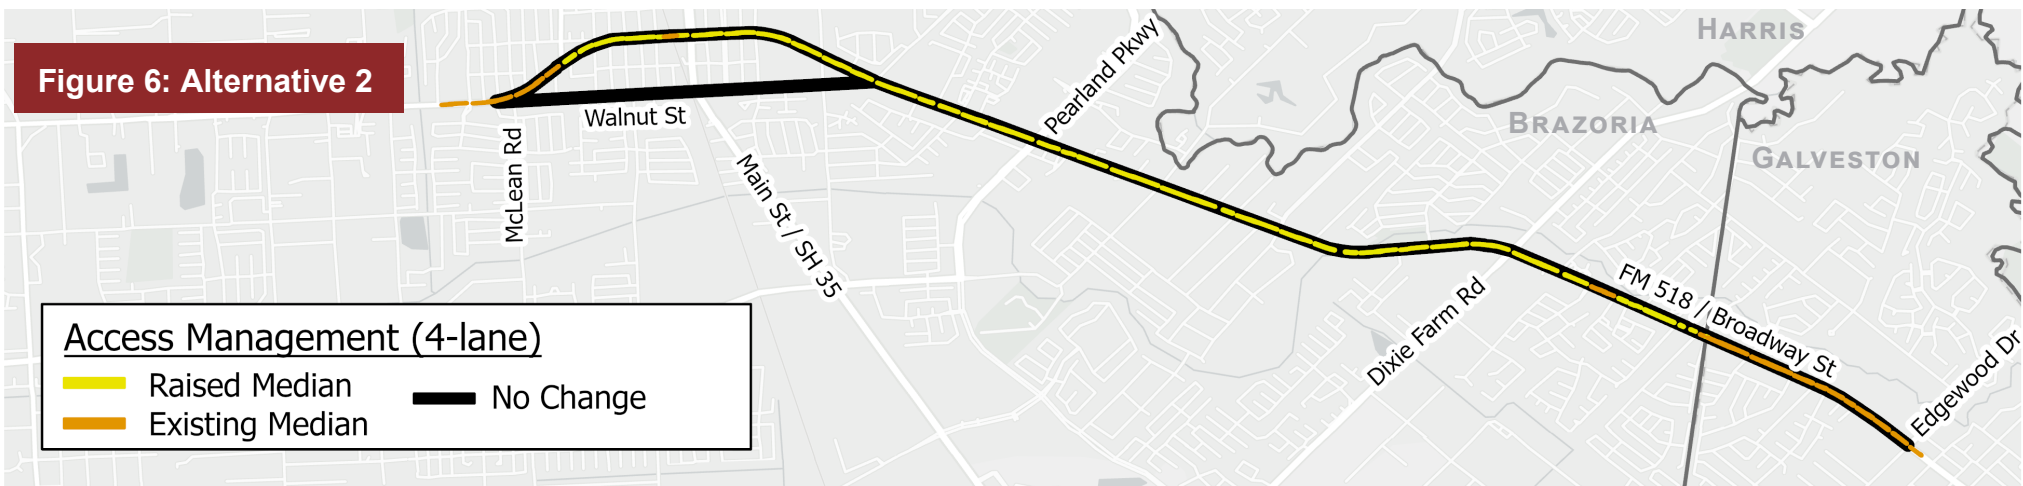 Figure 6: Alternative 2
HARRIS
BRAZORIA
GALVESTON
Walnut St
McLean Rd
Main St / SH 35
Pearland Pkwy
Dixie Farm Rd
FM 518 / Broadway St
Edgewood Dr
Access Management (4-lane)
Raised Median
No Change
Existing Median